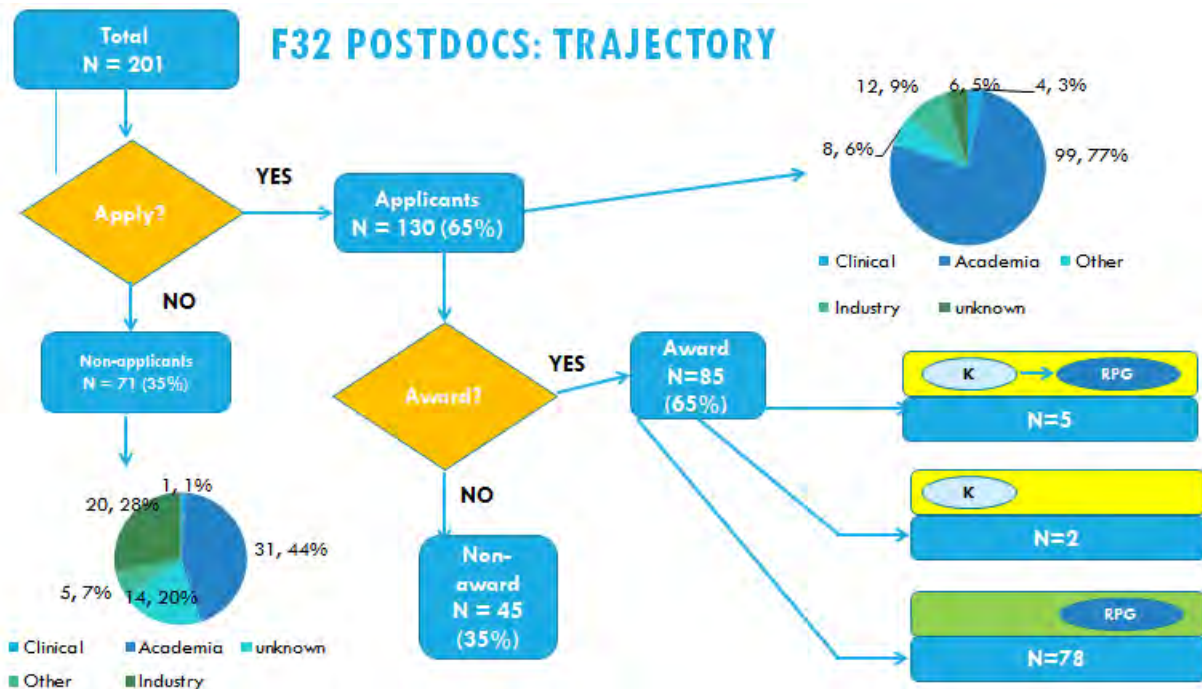 F32 POSTDOCS: TRAJECTORY
Total
N = 201
Apply?
YES
Applicants
N = 130 (65%)
12, 9%
6, 5%
4, 3%
8, 6%
99, 77%
Clinical
Academia
Other
Industry
unknown
NO
Non-applicants
N = 71 (35%)
1, 1%
20, 28%
31, 44%
5, 7%
14, 20%
Clinical
Academia
unknown
Other
Industry
Award?
YES
Award
N=85
(65%)
NO
Non-
award
N = 45
(35%)
K
RPG
N=5
K
N=2
RPG
N=78